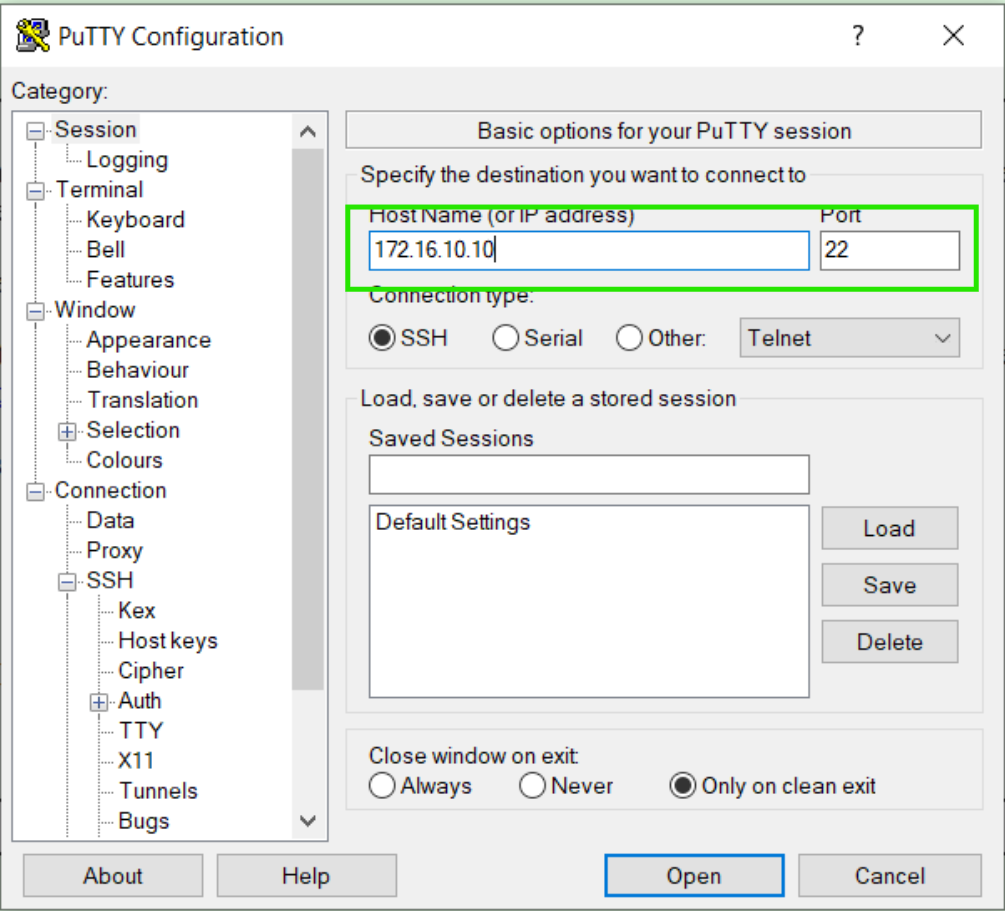 PuTTY Configuration
?
Category:
Session
Logging
Terminal
Keyboard
Bell
Features
Window
Appearance
Behaviour
Translation
Selection
Colours
Connection
Data
Proxy
SSH
Kex
Host keys
Cipher
Auth
TTY
X11
Tunnels
Bugs
Basic options for your PuTTY session
Specify the destination you want to connect to
Host Name (or IP address) Port
172.16.10.10 22
Connection type:
SSH Serial Other: Telnet
Load, save or delete a stored session
Saved Sessions
Default Settings
Load
Save
Delete
Close window on exit:
Always Never Only on clean exit
About Help Open Cancel